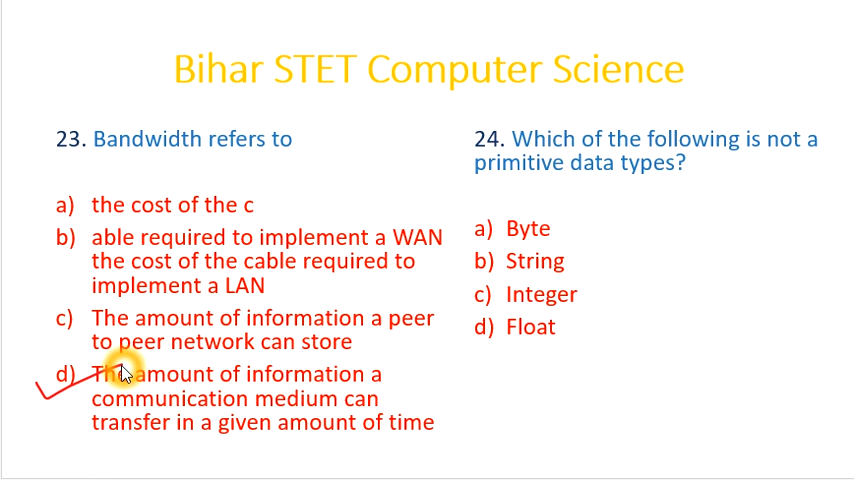 Bihar STET Computer Science
23. Bandwidth refers to
a) the cost of the c
b) able required to implement a WAN
the cost of the cable required to
implement a LAN
c) The amount of information a peer
to peer network can store
d) The amount of information a
communication medium can
transfer in a given amount of time
24. Which of the following is not a
primitive data types?
a) Byte
b) String
c) Integer
d) Float